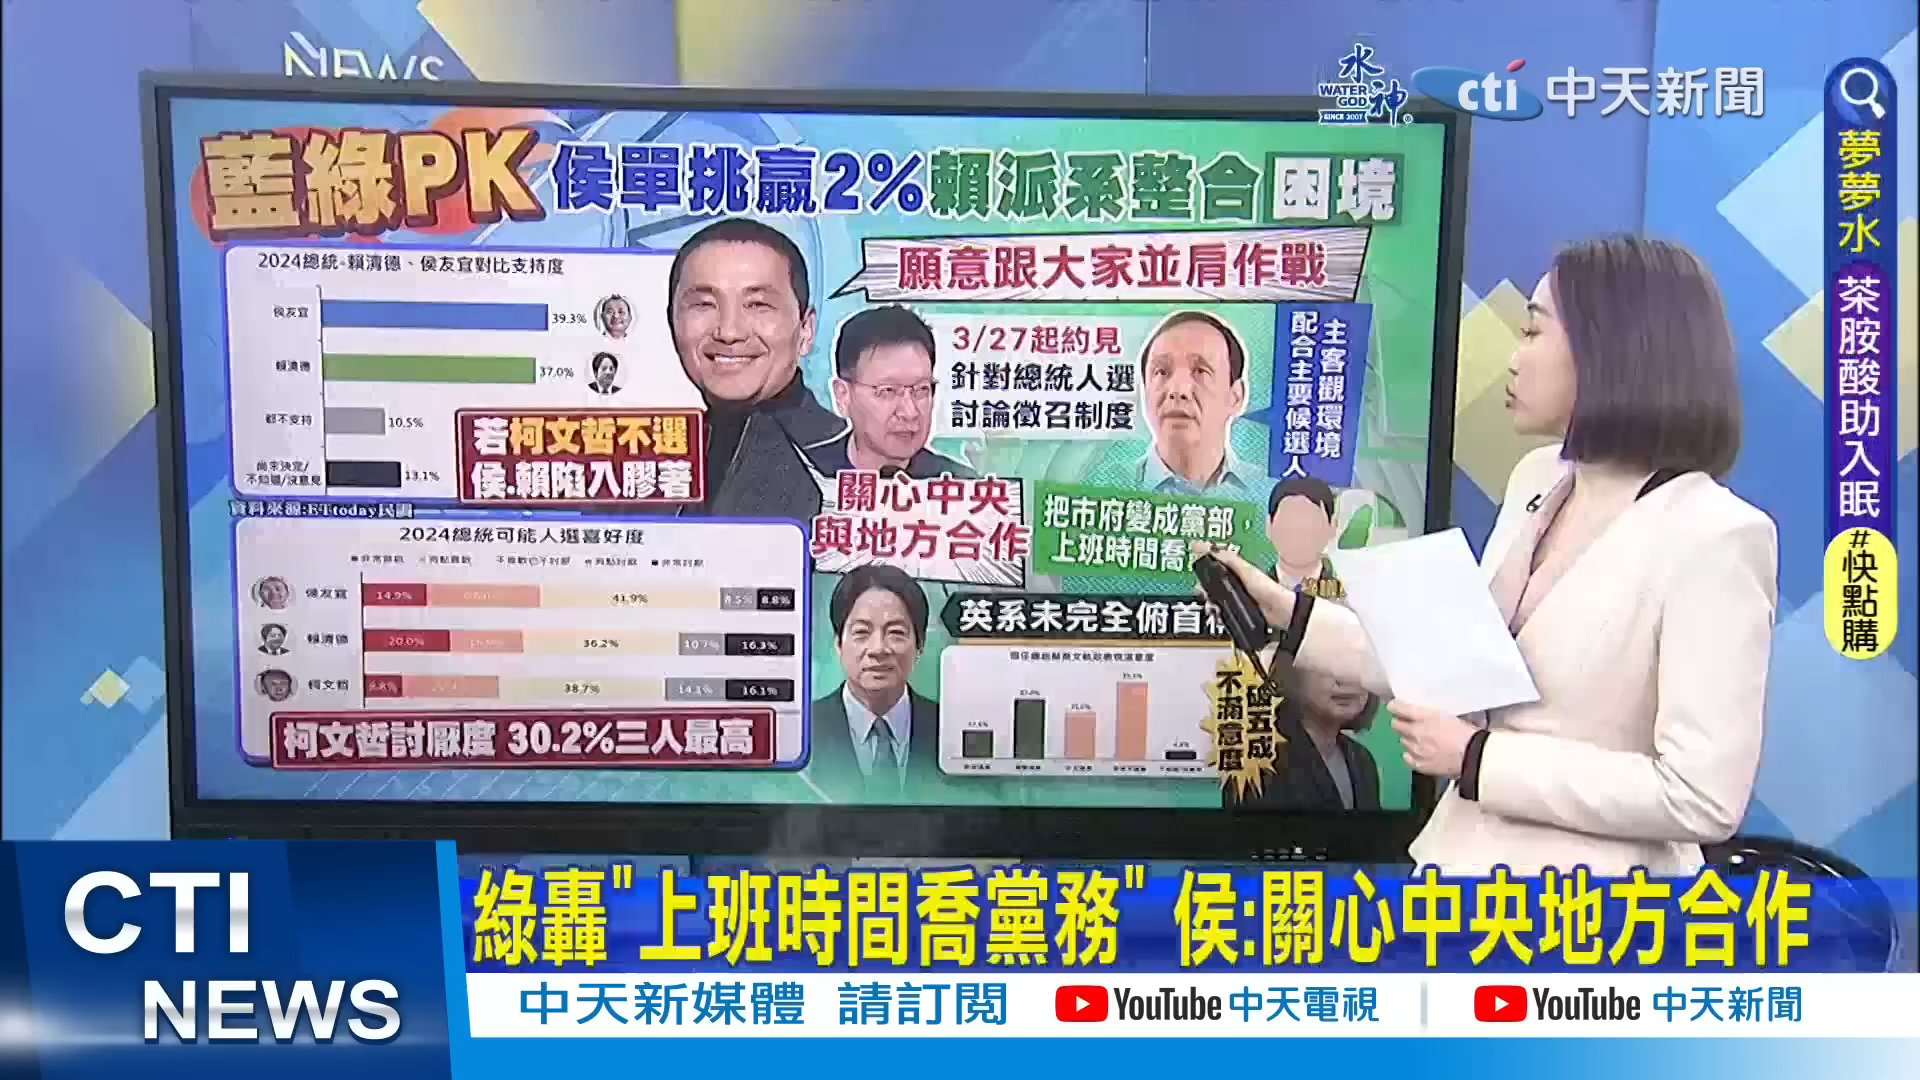 NEWS
水神
WATER GOD
SINCE 2007
cti 中天新聞
藍綠PK 侯單挑贏2% 賴派系整合困境
2024總統-賴清德、侯友宜對比支持度
侯友宜 39.3%
賴清德 37.0%
都不支持 10.5%
尚未決定/
不知道/沒意見 13.1%
若柯文哲不選
侯.賴陷入膠著
資料來源:ETtoday民調
2024總統可能人選喜好度
侯友宜 14.9% 41.9% 8.5% 8.8%
賴清德 20.0% 36.2% 10.7% 16.3%
柯文哲 9.8% 38.7% 14.1% 16.1%
柯文哲討厭度 30.2%三人最高
願意跟大家並肩作戰
3/27起約見
針對總統人選
討論徵召制度
主客觀環境
配合主要候選人
關心中央
與地方合作
把市府變成黨部，
上班時間喬
英系未完全俯首
不滿意度
破五成
夢夢水 茶胺酸助入眠
#快點購
CTI
NEWS
綠轟"上班時間喬黨務" 侯:關心中央地方合作
中天新媒體 請訂閱 YouTube 中天電視 | YouTube 中天新聞